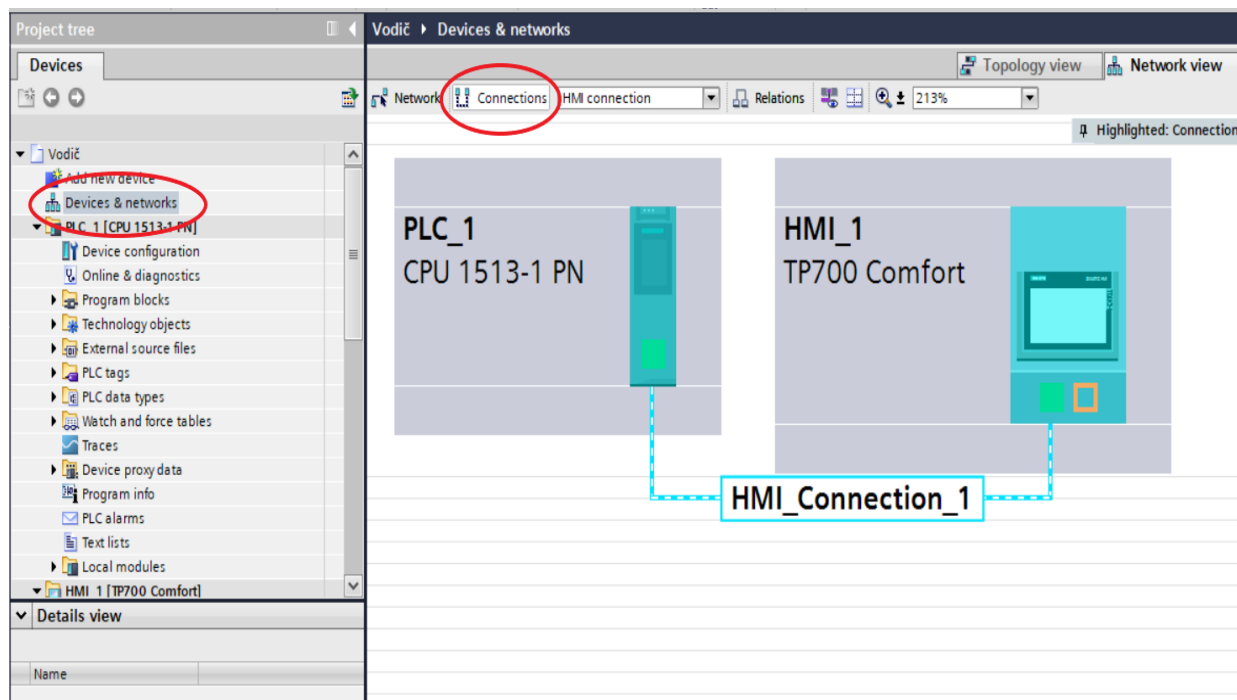 Project tree
Vodič ▸ Devices & networks
Devices
Topology view
Network view
Network
Connections
HMI connection
Relations
213%
Highlighted: Connection
Vodič
Add new device
Devices & networks
PLC_1 [CPU 1513-1 PN]
Device configuration
Online & diagnostics
Program blocks
Technology objects
External source files
PLC tags
PLC data types
Watch and force tables
Traces
Device proxy data
Program info
PLC alarms
Text lists
Local modules
HMI_1 [TP700 Comfort]
Details view
Name
PLC_1
CPU 1513-1 PN
HMI_1
TP700 Comfort
HMI_Connection_1